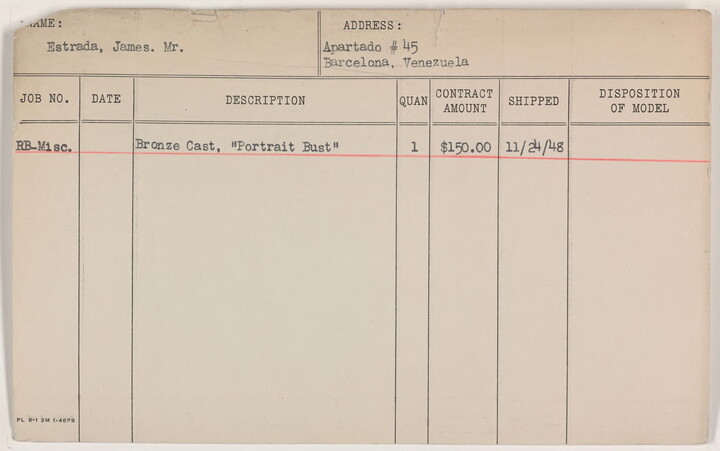 NAME:
Estrada, James. Mr.
ADDRESS:
Apartado # 45
Barcelona, Venezuela
JOB NO. DATE DESCRIPTION QUAN CONTRACT AMOUNT SHIPPED DISPOSITION OF MODEL
RB-Misc. Bronze Cast, "Portrait Bust" 1 $150.00 11/24/48